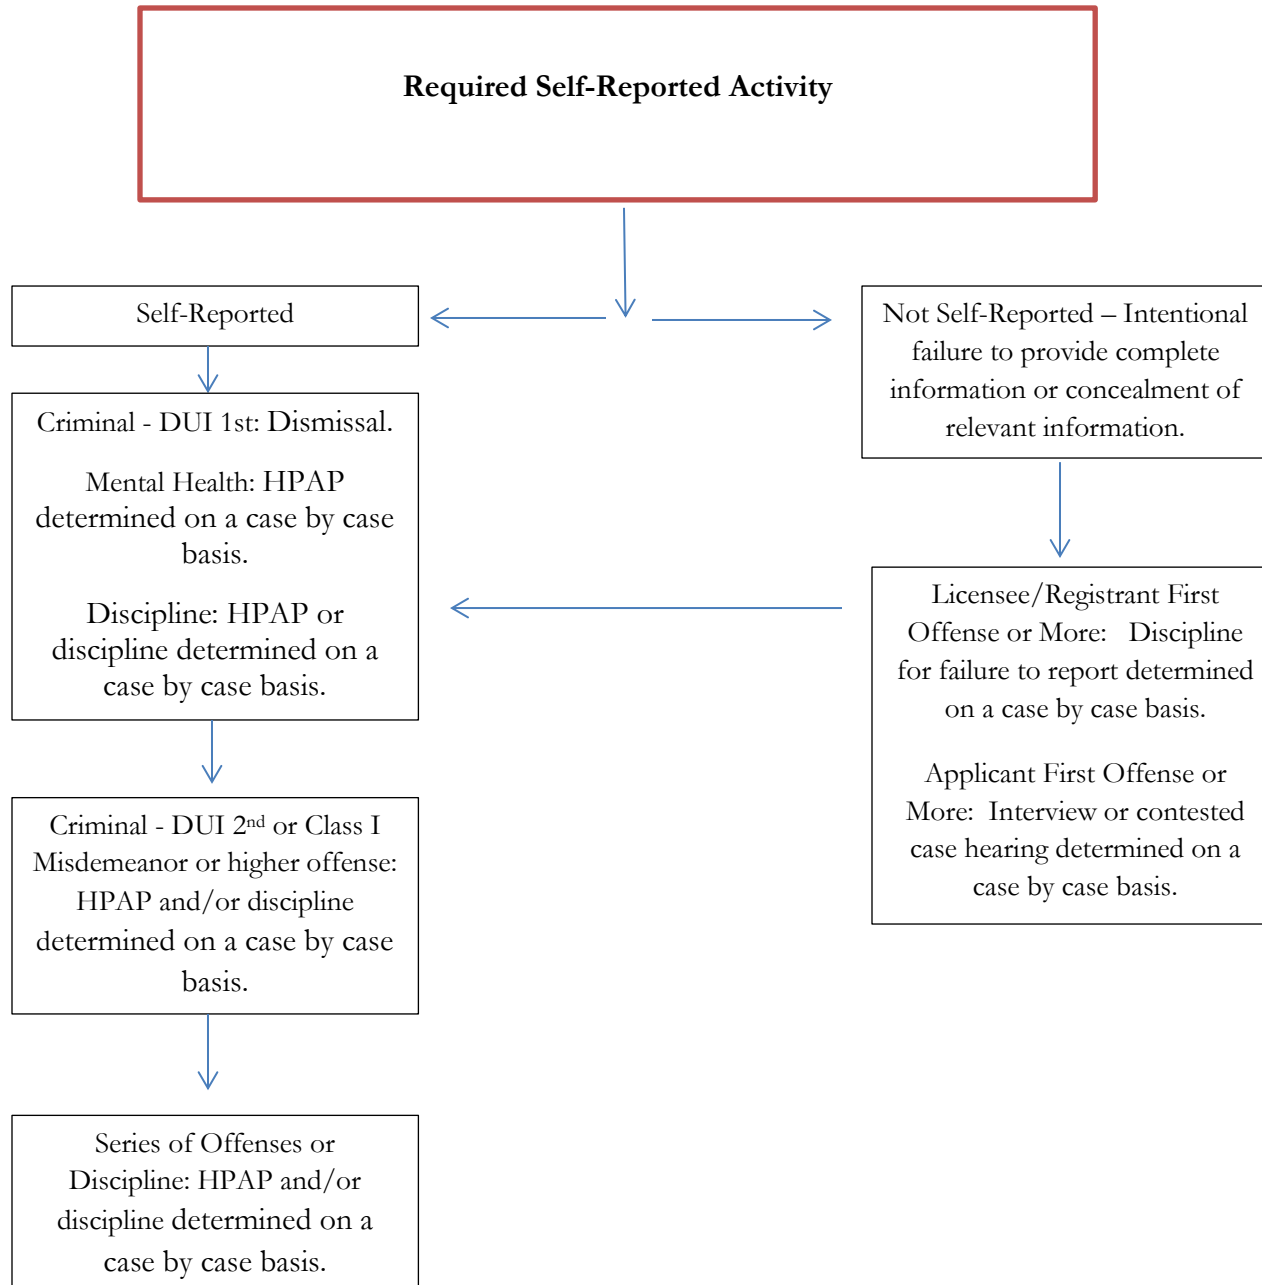 Required Self-Reported Activity
Self-Reported
Criminal - DUI 1st: Dismissal.
Mental Health: HPAP
determined on a case by case
basis.
Discipline: HPAP or
discipline determined on a
case by case basis.
Criminal - DUI 2nd or Class I
Misdemeanor or higher offense:
HPAP and/or discipline
determined on a case by case
basis.
Series of Offenses or
Discipline: HPAP and/or
discipline determined on a
case by case basis.
Not Self-Reported – Intentional
failure to provide complete
information or concealment of
relevant information.
Licensee/Registrant First
Offense or More: Discipline
for failure to report determined
on a case by case basis.
Applicant First Offense or
More: Interview or contested
case hearing determined on a
case by case basis.